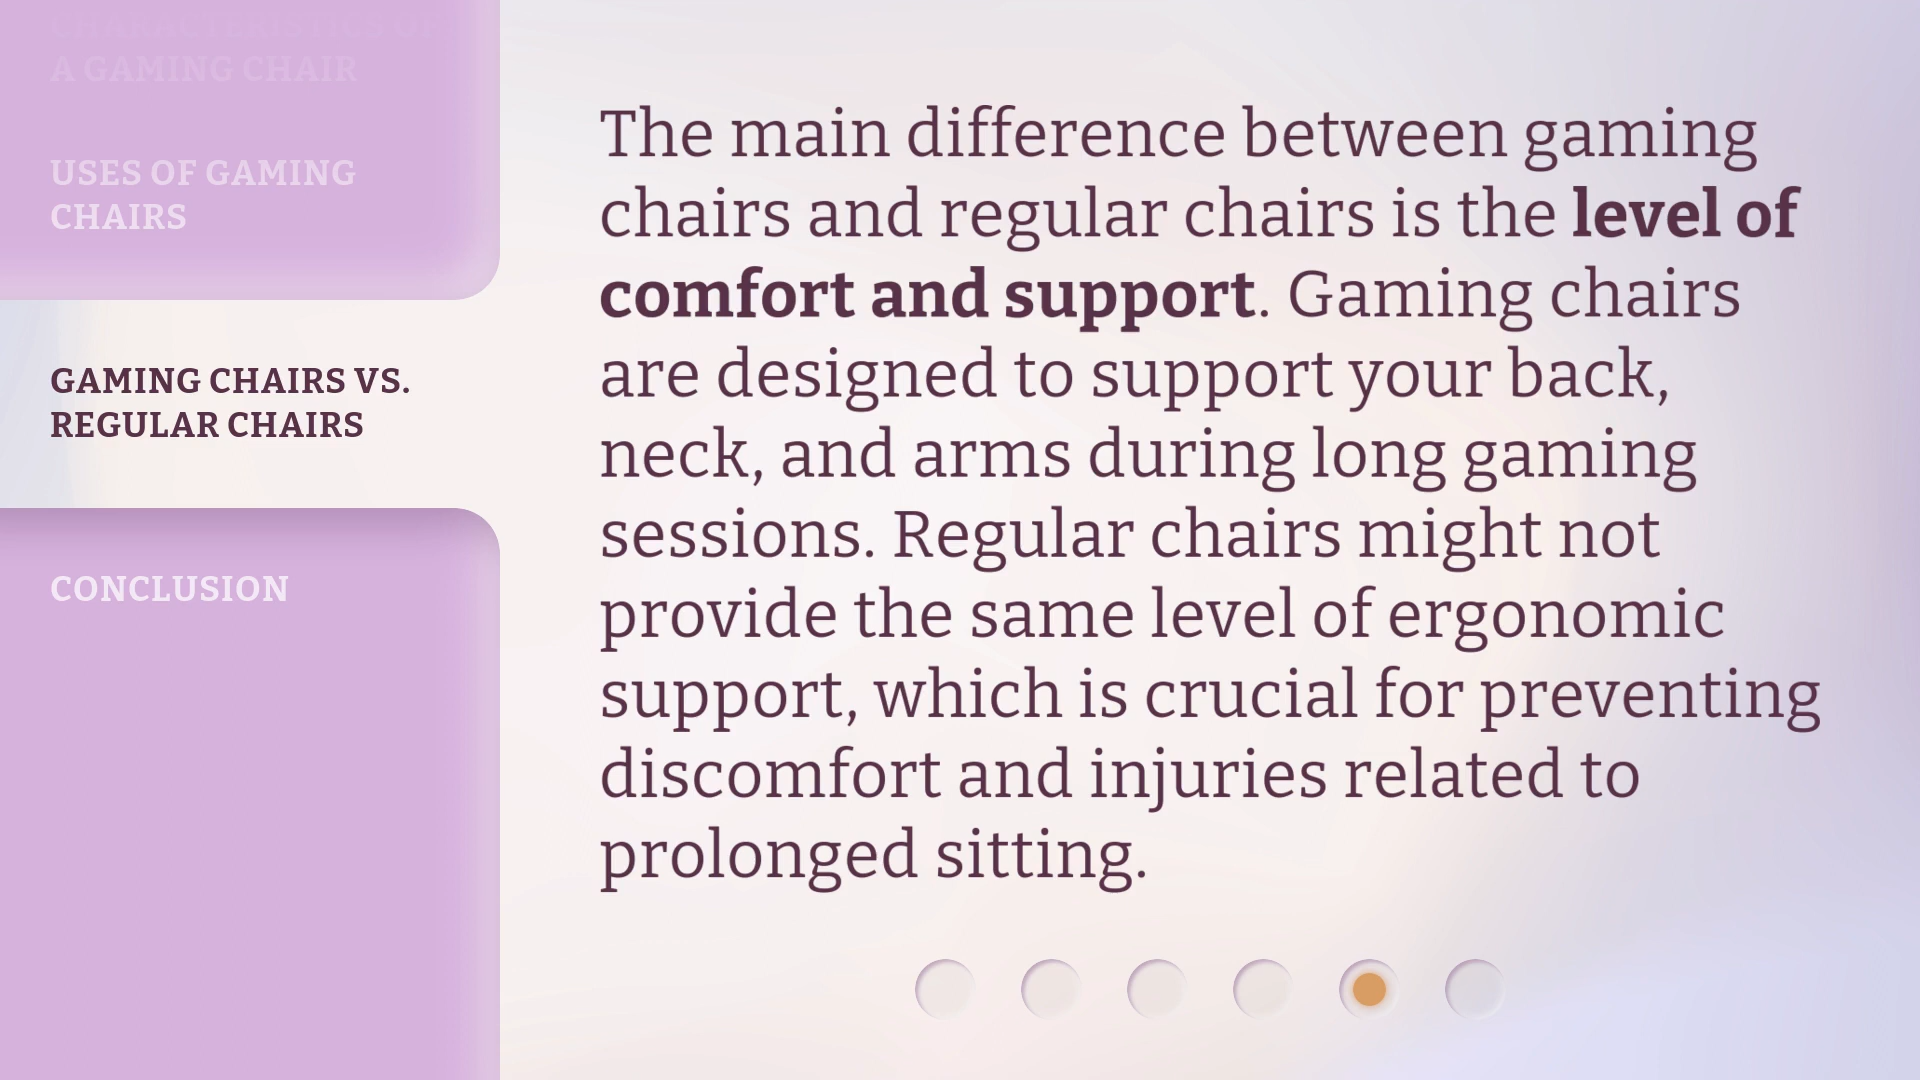 CHARACTERISTICS OF
A GAMING CHAIR
USES OF GAMING
CHAIRS
GAMING CHAIRS VS.
REGULAR CHAIRS
CONCLUSION
The main difference between gaming
chairs and regular chairs is the level of
comfort and support. Gaming chairs
are designed to support your back,
neck, and arms during long gaming
sessions. Regular chairs might not
provide the same level of ergonomic
support, which is crucial for preventing
discomfort and injuries related to
prolonged sitting.